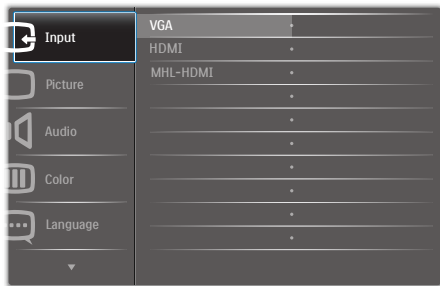 Input
Picture
Audio
Color
Language
VGA
HDMI
MHL-HDMI